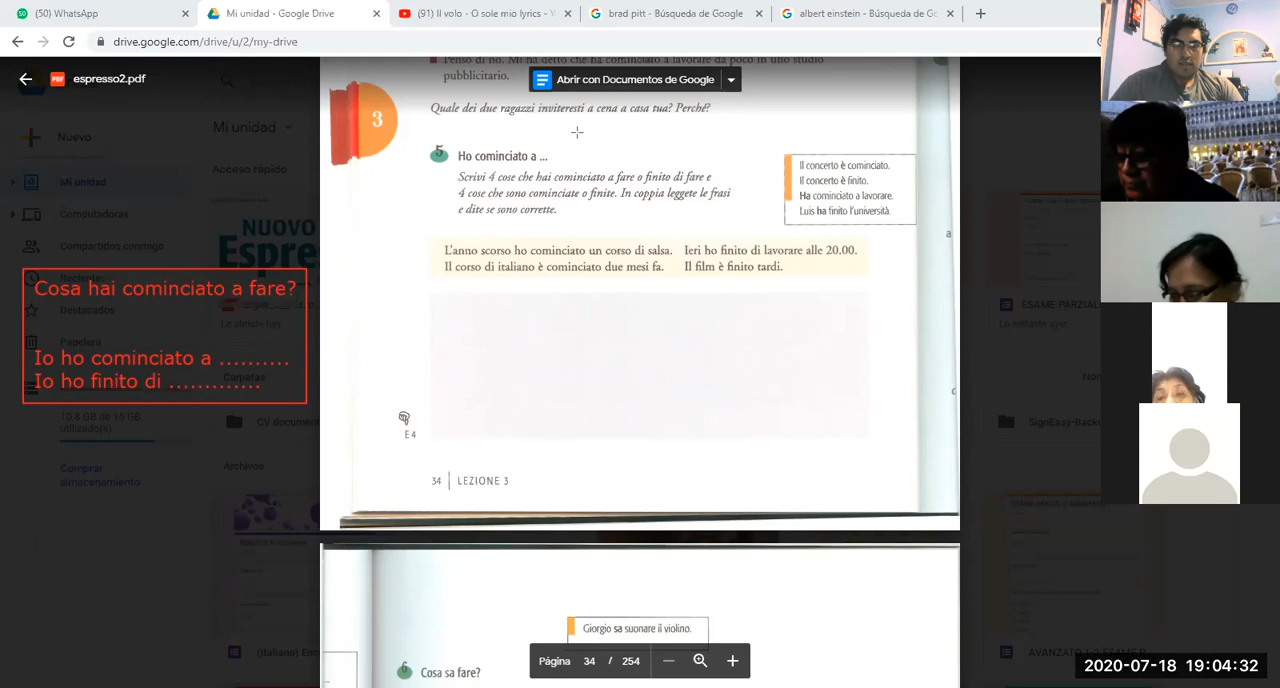 (50) WhatsApp
Mi unidad - Google Drive
(91) Il volo - O sole mio lyrics -
brad pitt - Búsqueda de Google
albert einstein - Búsqueda de Go
drive.google.com/drive/u/2/my-drive
PDF espresso2.pdf
Abrir con Documentos de Google
Nuevo
Mi unidad
Acceso rapido
Mi unidad
Computadoras
Compartidos conmigo
Destacados
Papelera
Carpetas
10.8 GB de 15 GB
utilizado(s)
Comprar
almacenamiento
Archivos
NUOVO
Cosa hai cominciato a fare?
Io ho cominciato a ..........
Io ho finito di .............
Penso di no. Mi ha detto che ha cominciato a lavorare da poco in uno studio
pubblicitario.
Quale dei due ragazzi inviteresti a cena a casa tua? Perché?
3
5 Ho cominciato a ...
Scrivi 4 cose che hai cominciato a fare o finito di fare e
4 cose che sono cominciate o finite. In coppia leggete le frasi
e dite se sono corrette.
Il concerto è cominciato.
Il concerto è finito.
Ha cominciato a lavorare.
Luis ha finito l'università.
L'anno scorso ho cominciato un corso di salsa.
Il corso di italiano è cominciato due mesi fa.
Ieri ho finito di lavorare alle 20.00.
Il film è finito tardi.
E 4
34 LEZIONE 3
Giorgio sa suonare il violino.
6 Cosa sa fare?
Página 34 / 254
CV document
SignEasy-Backu
2020-07-18 19:04:32